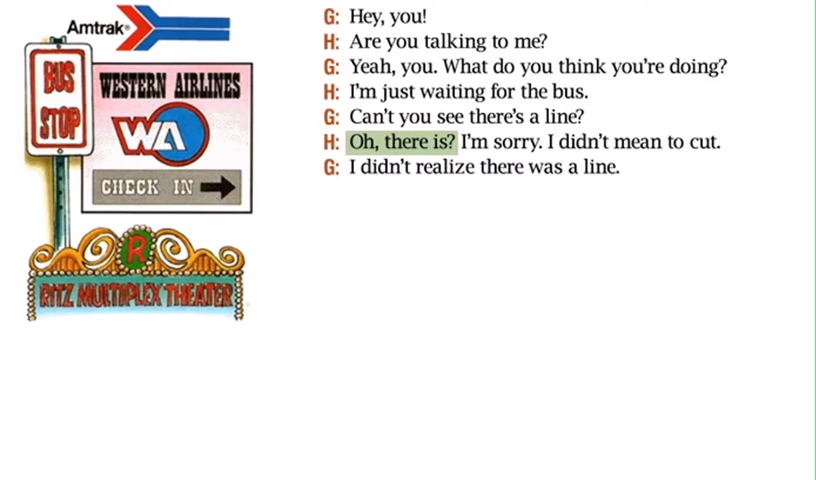 Amtrak®
BUS
STOP
WESTERN AIRLINES
WA
CHECK IN
R
RITZ MULTIPLEX THEATER
G: Hey, you!
H: Are you talking to me?
G: Yeah, you. What do you think you're doing?
H: I'm just waiting for the bus.
G: Can't you see there's a line?
H: Oh, there is? I'm sorry. I didn't mean to cut.
G: I didn't realize there was a line.